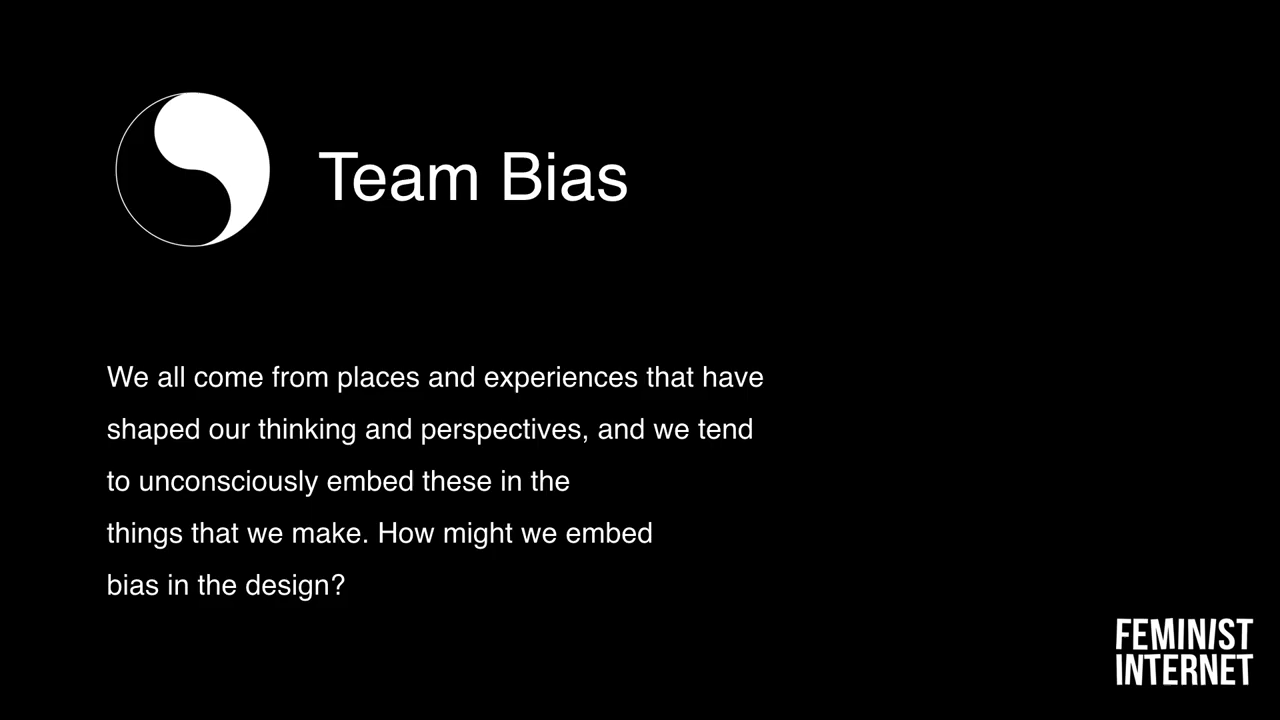 Team Bias
We all come from places and experiences that have
shaped our thinking and perspectives, and we tend
to unconsciously embed these in the
things that we make. How might we embed
bias in the design?
FEMINIST
INTERNET